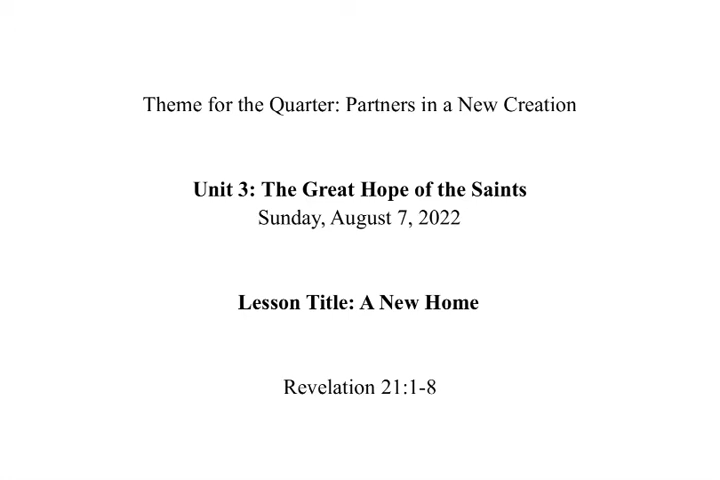 Theme for the Quarter: Partners in a New Creation
Unit 3: The Great Hope of the Saints
Sunday, August 7, 2022
Lesson Title: A New Home
Revelation 21:1-8